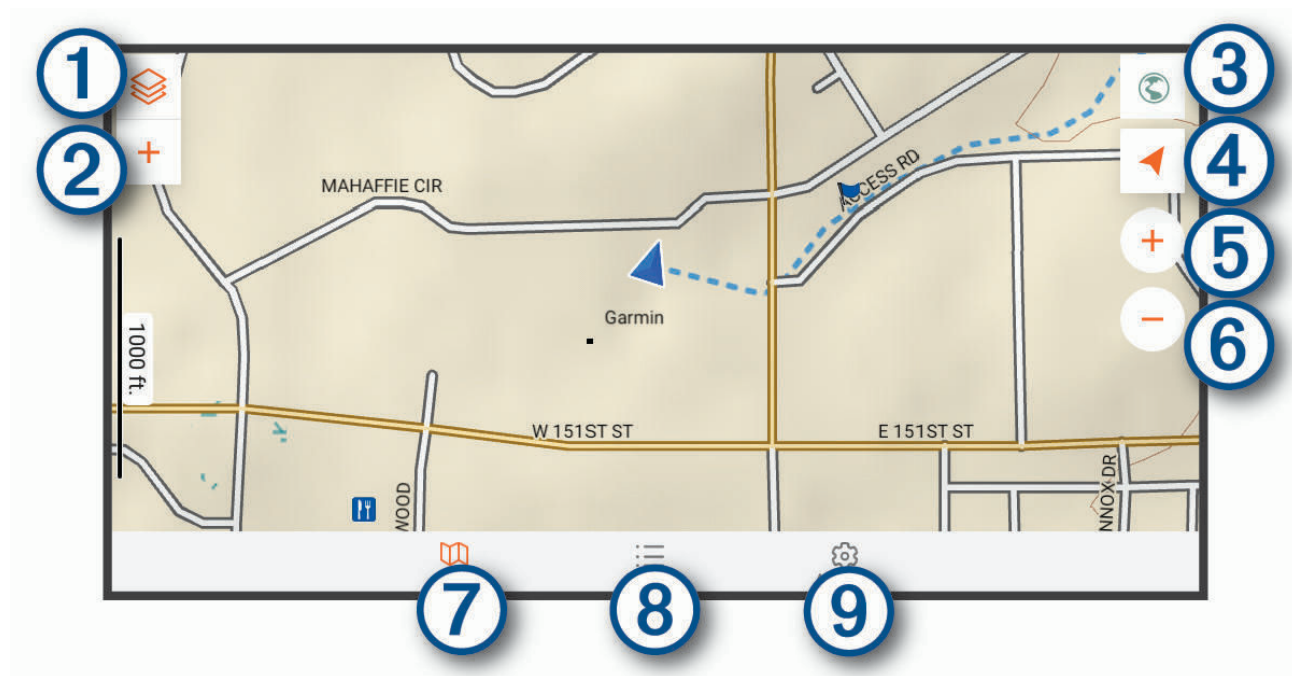 1
2
3
4
5
6
7
8
9
MAHAFFIE CIR
ACCESS RD
Garmin
1000 ft.
W 151ST ST
E 151ST ST
WOOD
NNOX DR